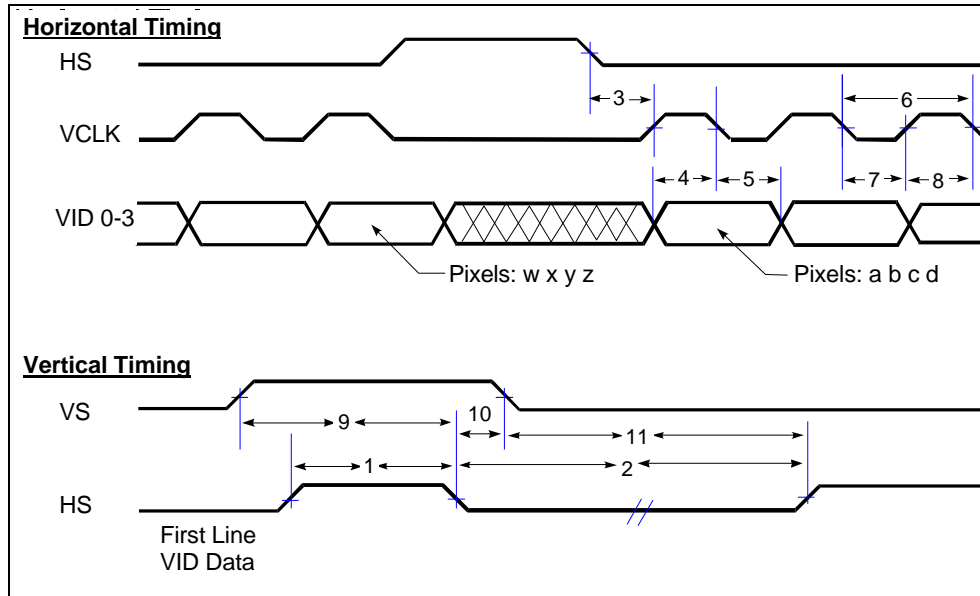 Horizontal Timing
HS
3
6
VCLK
4
5
7
8
VID 0-3
Pixels: w x y z
Pixels: a b c d
Vertical Timing
VS
10
9
11
1
2
HS
First Line
VID Data